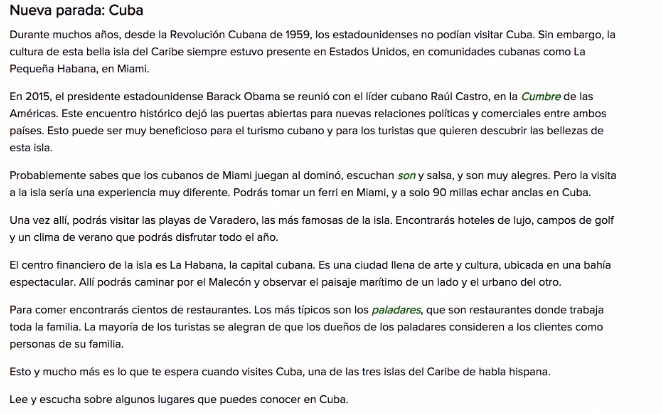 Nueva parada: Cuba
Durante muchos años, desde la Revolución Cubana de 1959, los estadounidenses no podían visitar Cuba. Sin embargo, la
cultura de esta bella isla del Caribe siempre estuvo presente en Estados Unidos, en comunidades cubanas como La
Pequeña Habana, en Miami.
En 2015, el presidente estadounidense Barack Obama se reunió con el líder cubano Raúl Castro, en la Cumbre de las
Américas. Este encuentro histórico dejó las puertas abiertas para nuevas relaciones políticas y comerciales entre ambos
países. Esto puede ser muy beneficioso para el turismo cubano y para los turistas que quieren descubrir las bellezas de
esta isla.
Probablemente sabes que los cubanos de Miami juegan al dominó, escuchan son y salsa, y son muy alegres. Pero la visita
a la isla sería una experiencia muy diferente. Podrás tomar un ferri en Miami, y a solo 90 millas echar anclas en Cuba.
Una vez allí, podrás visitar las playas de Varadero, las más famosas de la isla. Encontrarás hoteles de lujo, campos de golf
y un clima de verano que podrás disfrutar todo el año.
El centro financiero de la isla es La Habana, la capital cubana. Es una ciudad llena de arte y cultura, ubicada en una bahía
espectacular. Allí podrás caminar por el Malecón y observar el paisaje marítimo de un lado y el urbano del otro.
Para comer encontrarás cientos de restaurantes. Los más típicos son los paladares, que son restaurantes donde trabaja
toda la familia. La mayoría de los turistas se alegran de que los dueños de los paladares consideren a los clientes como
personas de su familia.
Esto y mucho más es lo que te espera cuando visites Cuba, una de las tres islas del Caribe de habla hispana.
Lee y escucha sobre algunos lugares que puedes conocer en Cuba.